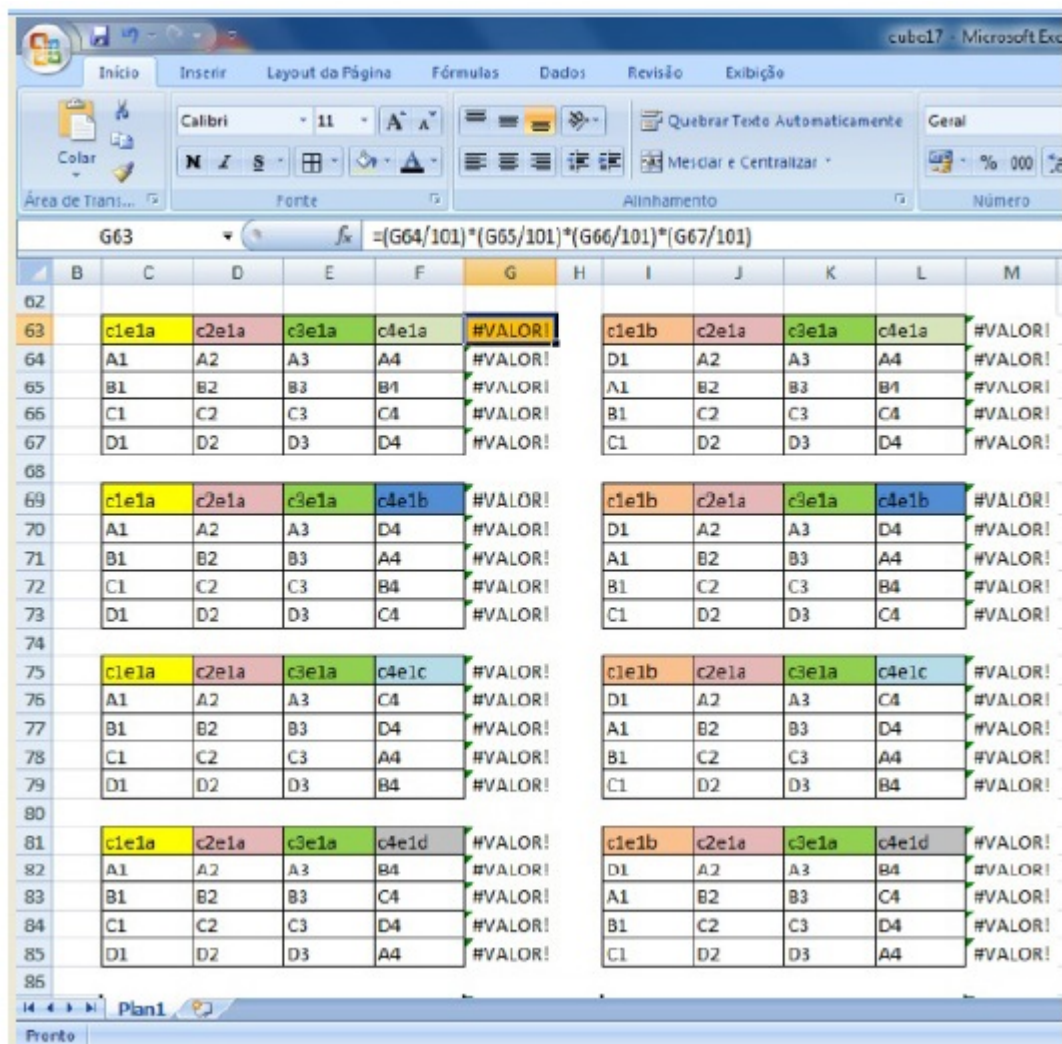 cubo17 - Microsoft Exc
Início Inserir Layout da Página Fórmulas Dados Revisão Exibição
Calibri 11 A A Quebrar Texto Automaticamente Geral
Colar N I S A Mesclar e Centralizar % 000
Área de Trans... Fonte Alinhamento Número
G63 fx =(G64/101)*(G65/101)*(G66/101)*(G67/101)
B C D E F G H I J K L M
62
63 c1e1a c2e1a c3e1a c4e1a #VALOR! c1e1b c2e1a c3e1a c4e1a #VALOR!
64 A1 A2 A3 A4 #VALOR! D1 A2 A3 A4 #VALOR!
65 B1 B2 B3 B4 #VALOR! A1 B2 B3 B4 #VALOR!
66 C1 C2 C3 C4 #VALOR! B1 C2 C3 C4 #VALOR!
67 D1 D2 D3 D4 #VALOR! C1 D2 D3 D4 #VALOR!
68
69 c1e1a c2e1a c3e1a c4e1b #VALOR! c1e1b c2e1a c3e1a c4e1b #VALOR!
70 A1 A2 A3 D4 #VALOR! D1 A2 A3 D4 #VALOR!
71 B1 B2 B3 A4 #VALOR! A1 B2 B3 A4 #VALOR!
72 C1 C2 C3 B4 #VALOR! B1 C2 C3 B4 #VALOR!
73 D1 D2 D3 C4 #VALOR! C1 D2 D3 C4 #VALOR!
74
75 c1e1a c2e1a c3e1a c4e1c #VALOR! c1e1b c2e1a c3e1a c4e1c #VALOR!
76 A1 A2 A3 C4 #VALOR! D1 A2 A3 C4 #VALOR!
77 B1 B2 B3 D4 #VALOR! A1 B2 B3 D4 #VALOR!
78 C1 C2 C3 A4 #VALOR! B1 C2 C3 A4 #VALOR!
79 D1 D2 D3 B4 #VALOR! C1 D2 D3 B4 #VALOR!
80
81 c1e1a c2e1a c3e1a c4e1d #VALOR! c1e1b c2e1a c3e1a c4e1d #VALOR!
82 A1 A2 A3 B4 #VALOR! D1 A2 A3 B4 #VALOR!
83 B1 B2 B3 C4 #VALOR! A1 B2 B3 C4 #VALOR!
84 C1 C2 C3 D4 #VALOR! B1 C2 C3 D4 #VALOR!
85 D1 D2 D3 A4 #VALOR! C1 D2 D3 A4 #VALOR!
86
Plan1
Pronto